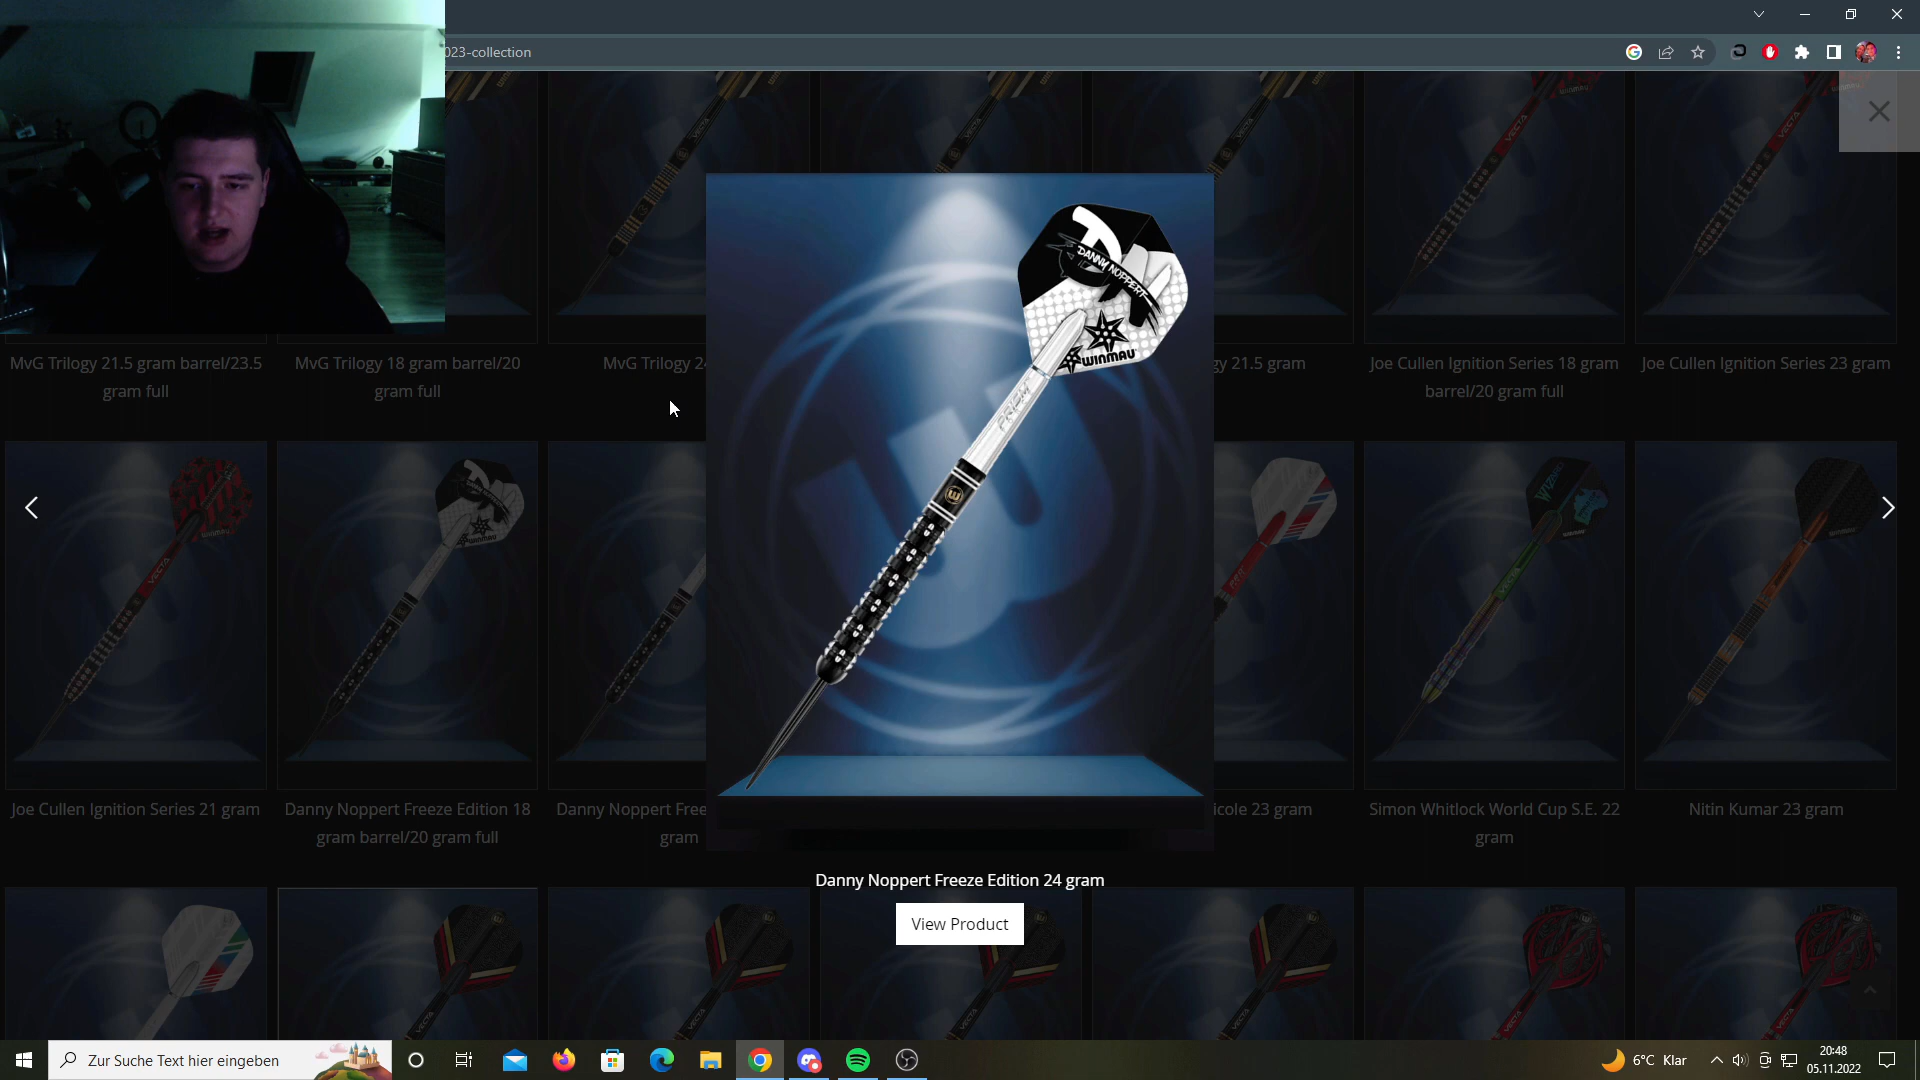 023-collection
MvG Trilogy 21.5 gram barrel/23.5
gram full
MvG Trilogy 18 gram barrel/20
gram full
MvG Trilogy 24
gy 21.5 gram
Joe Cullen Ignition Series 18 gram
barrel/20 gram full
Joe Cullen Ignition Series 23 gram
DANNY NOPPERT
WINMAU
PRISM
Joe Cullen Ignition Series 21 gram
Danny Noppert Freeze Edition 18
gram barrel/20 gram full
Danny Noppert Free
gram
icole 23 gram
Simon Whitlock World Cup S.E. 22
gram
Nitin Kumar 23 gram
Danny Noppert Freeze Edition 24 gram
View Product
Zur Suche Text hier eingeben
6°C Klar
20:48
05.11.2022